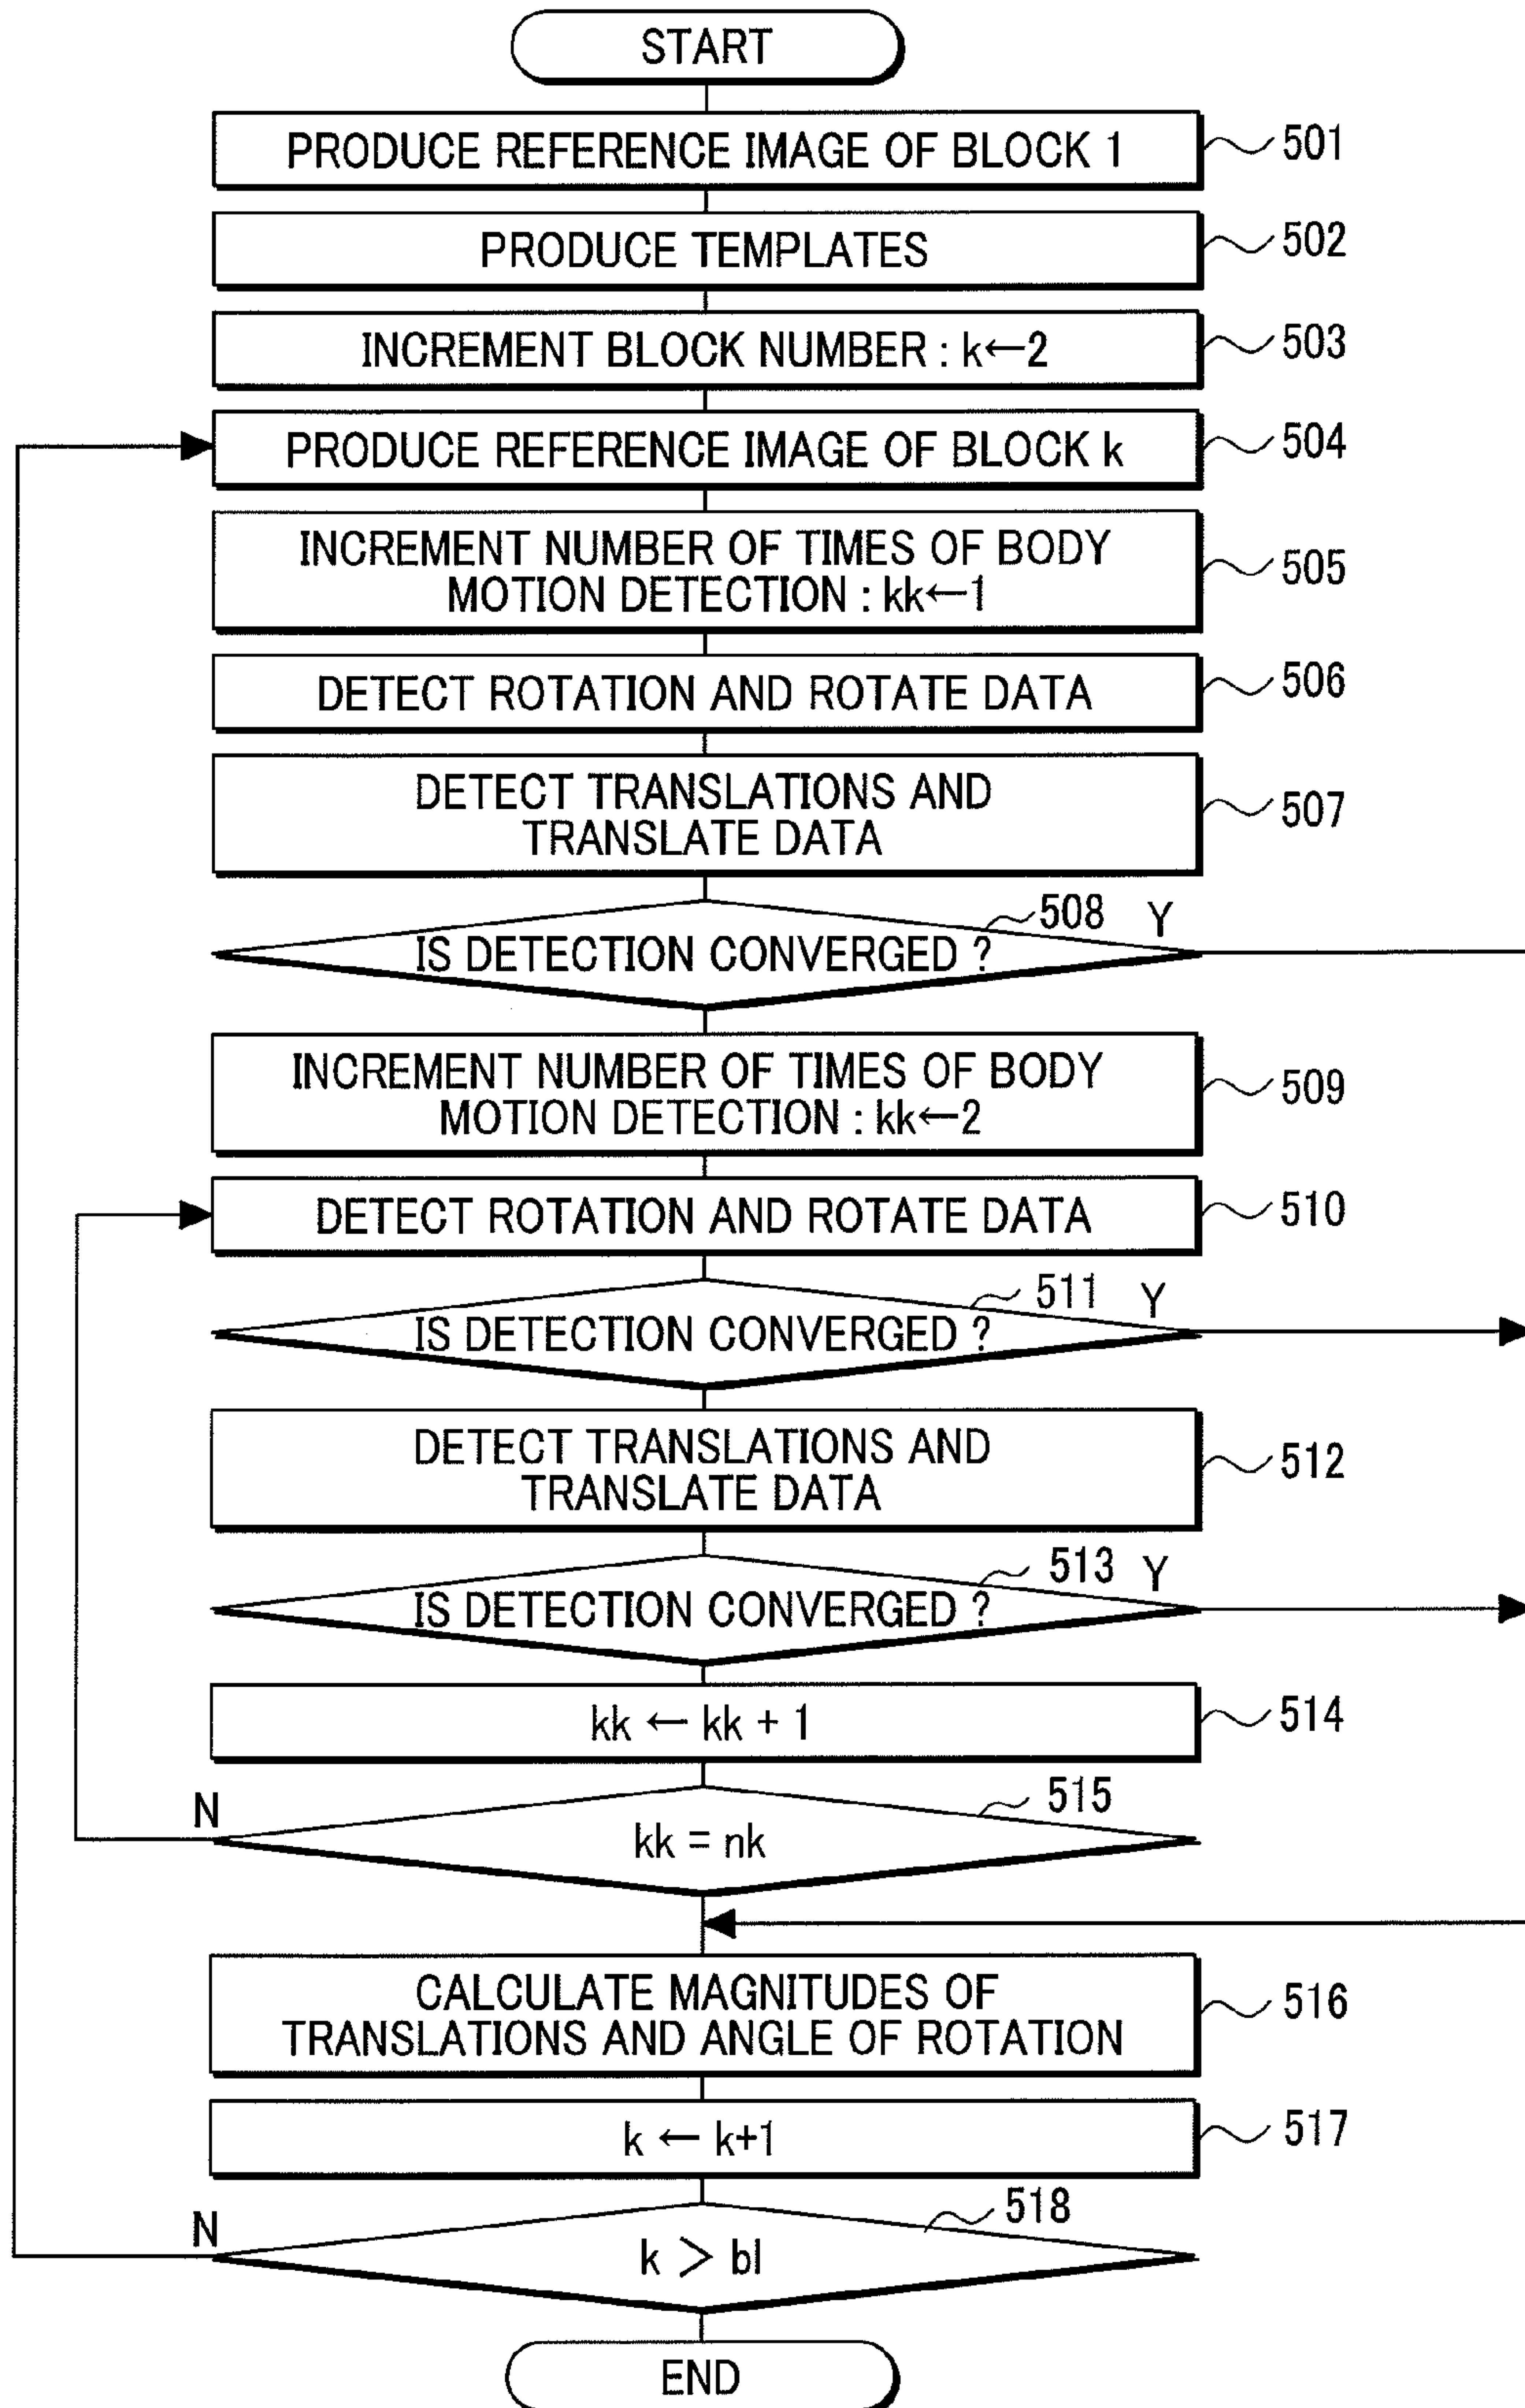 START
PRODUCE REFERENCE IMAGE OF BLOCK 1
501
PRODUCE TEMPLATES
502
INCREMENT BLOCK NUMBER : k←2
503
PRODUCE REFERENCE IMAGE OF BLOCK k
504
INCREMENT NUMBER OF TIMES OF BODY
MOTION DETECTION : kk←1
505
DETECT ROTATION AND ROTATE DATA
506
DETECT TRANSLATIONS AND
TRANSLATE DATA
507
508
Y
IS DETECTION CONVERGED ?
INCREMENT NUMBER OF TIMES OF BODY
MOTION DETECTION : kk←2
509
DETECT ROTATION AND ROTATE DATA
510
511
Y
IS DETECTION CONVERGED ?
DETECT TRANSLATIONS AND
TRANSLATE DATA
512
513
Y
IS DETECTION CONVERGED ?
kk ← kk + 1
514
515
N
kk = nk
CALCULATE MAGNITUDES OF
TRANSLATIONS AND ANGLE OF ROTATION
516
k ← k+1
517
518
N
k > bl
END